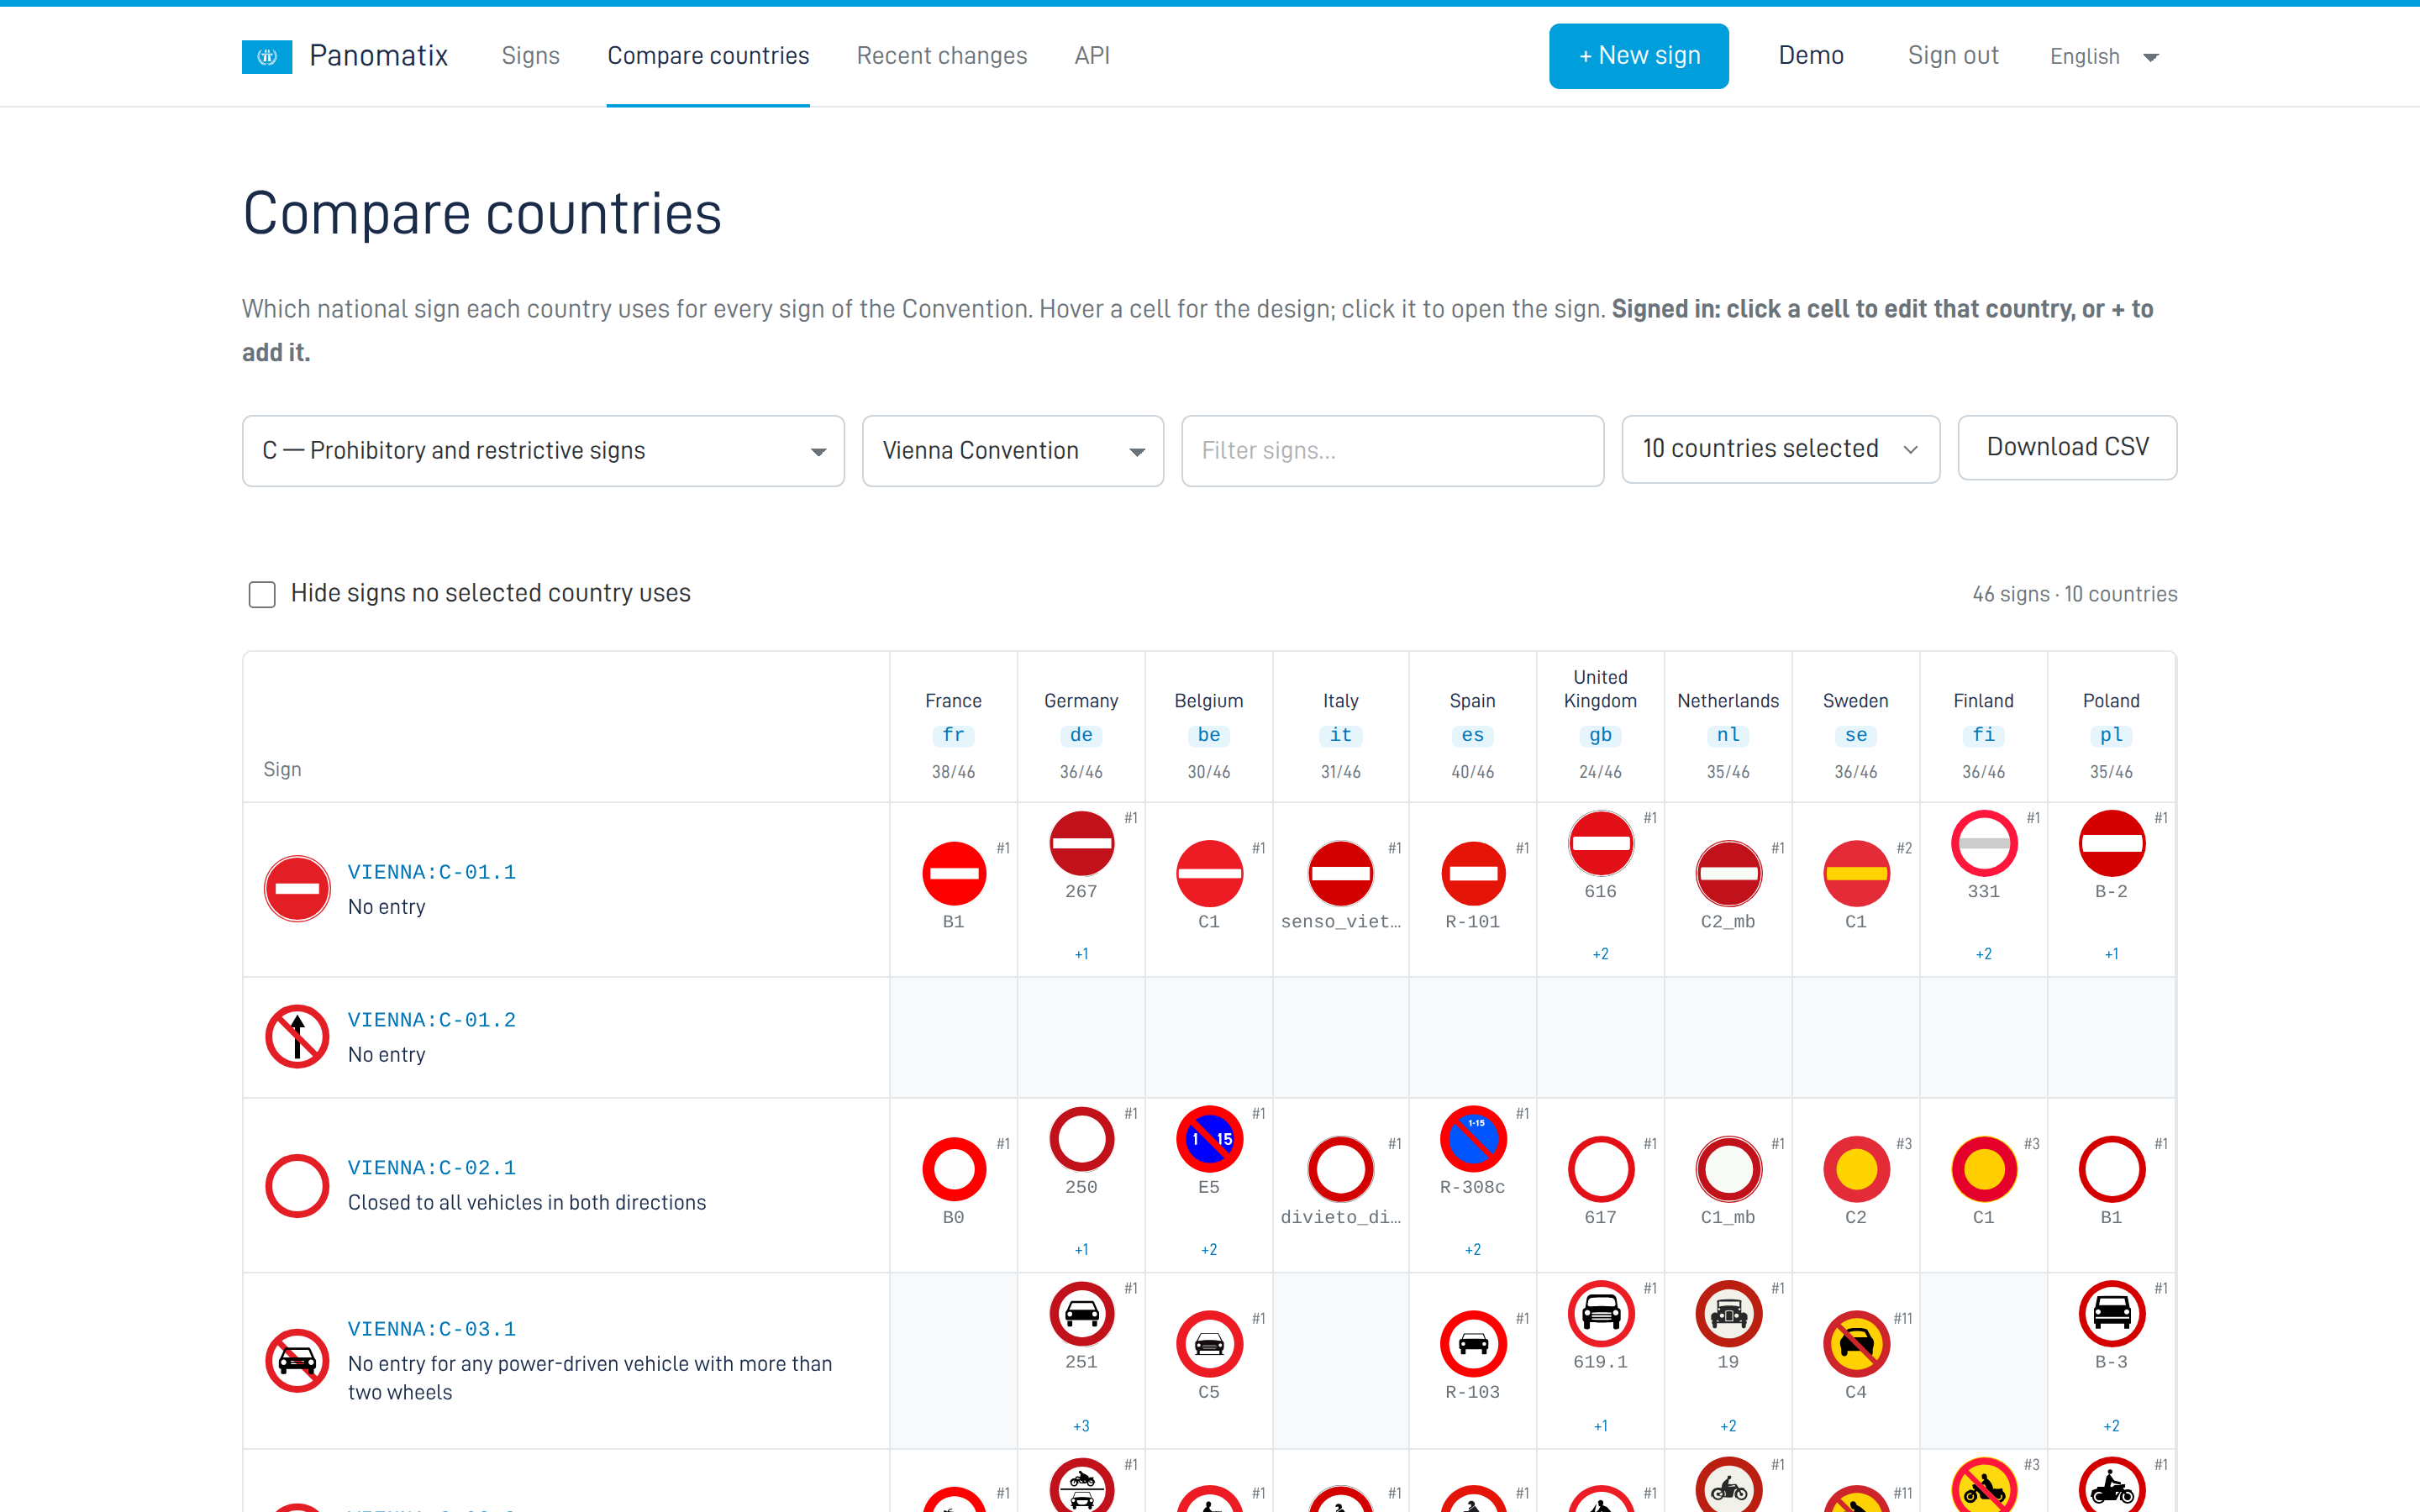 Panomatix
Signs
Compare countries
Recent changes
API
+ New sign
Demo
Sign out
English
Compare countries
Which national sign each country uses for every sign of the Convention. Hover a cell for the design; click it to open the sign. Signed in: click a cell to edit that country, or + to
add it.
C — Prohibitory and restrictive signs
Vienna Convention
Filter signs...
10 countries selected
Download CSV
Hide signs no selected country uses
46 signs · 10 countries
Sign
France
fr
38/46
Germany
de
36/46
Belgium
be
30/46
Italy
it
31/46
Spain
es
40/46
United
Kingdom
gb
24/46
Netherlands
nl
35/46
Sweden
se
36/46
Finland
fi
36/46
Poland
pl
35/46
VIENNA:C-01.1
No entry
#1
B1
#1
267
+1
#1
C1
#1
senso_viet…
#1
R-101
#1
616
+2
#1
C2_mb
#2
C1
#1
331
+2
#1
B-2
+1
VIENNA:C-01.2
No entry
VIENNA:C-02.1
Closed to all vehicles in both directions
#1
B0
#1
250
+1
#1
1 15
E5
+2
#1
divieto_di…
#1
1-15
R-308c
+2
#1
617
#1
C1_mb
#3
C2
#3
C1
#1
B1
VIENNA:C-03.1
No entry for any power-driven vehicle with more than
two wheels
#1
251
+3
#1
C5
#1
R-103
#1
619.1
+1
#1
19
+2
#11
C4
#1
B-3
+2
#1
#1
#1
#1
#1
#1
#1
#11
#3
#1